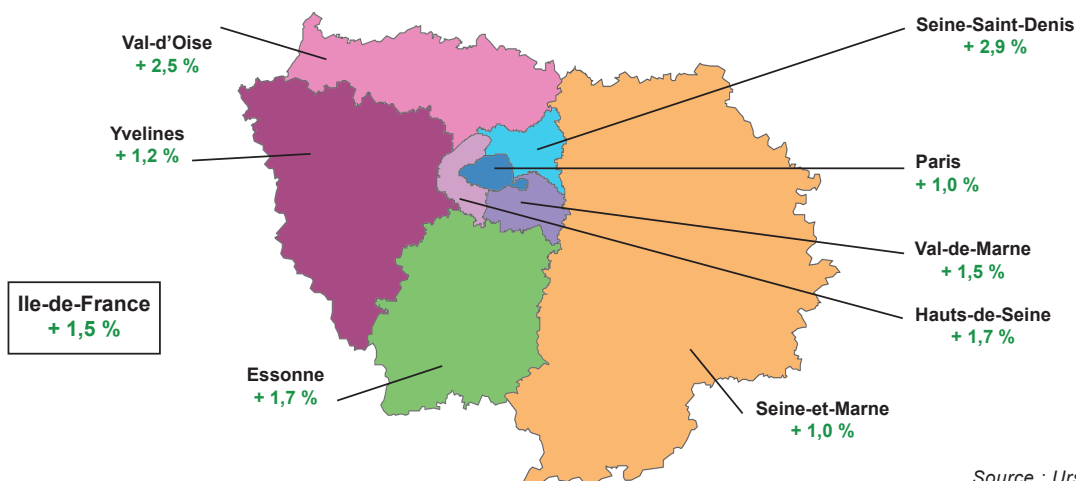 Val-d'Oise
+ 2,5 %
Seine-Saint-Denis
+ 2,9 %
Yvelines
+ 1,2 %
Paris
+ 1,0 %
Val-de-Marne
+ 1,5 %
Ile-de-France
+ 1,5 %
Hauts-de-Seine
+ 1,7 %
Essonne
+ 1,7 %
Seine-et-Marne
+ 1,0 %
Source :